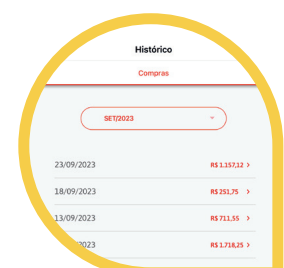 Histórico
Compras
SET/2023
23/09/2023 R$ 1.157,12 >
18/09/2023 R$ 251,75 >
13/09/2023 R$ 711,55 >
/2023 R$ 1.718,25 >